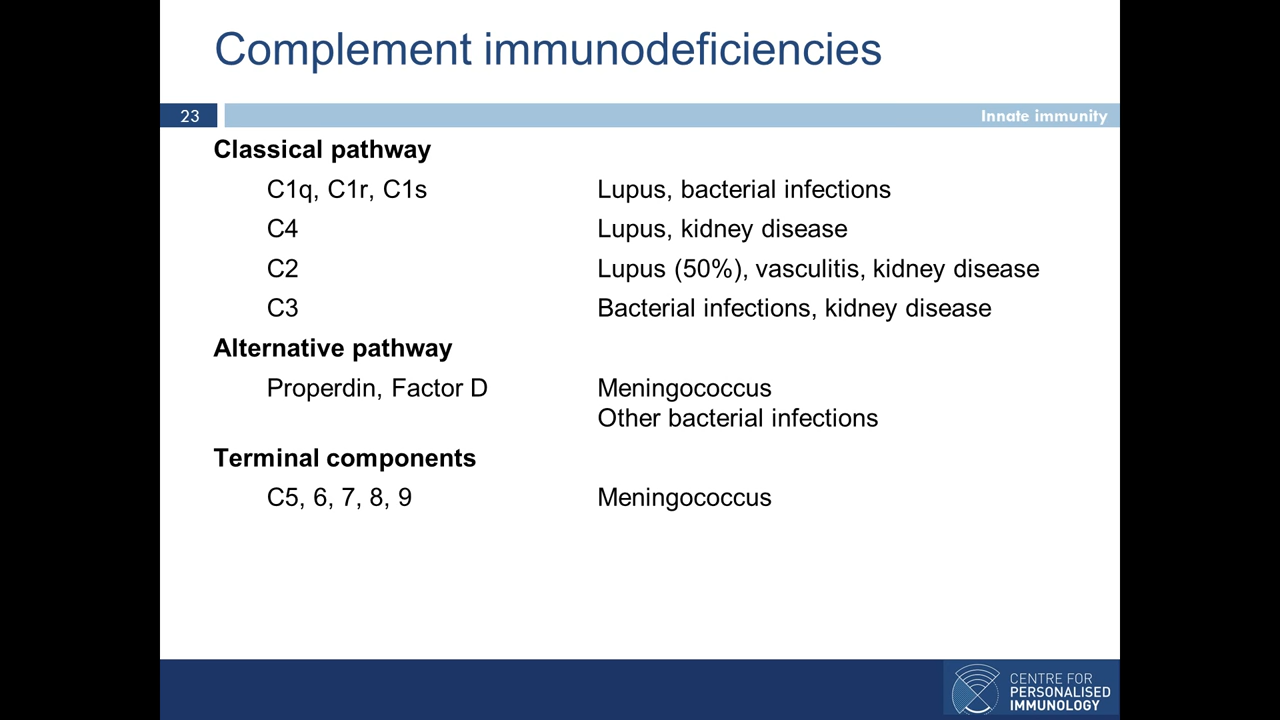 Complement immunodeficiencies
23
Innate immunity
Classical pathway
C1q, C1r, C1s Lupus, bacterial infections
C4 Lupus, kidney disease
C2 Lupus (50%), vasculitis, kidney disease
C3 Bacterial infections, kidney disease
Alternative pathway
Properdin, Factor D Meningococcus
Other bacterial infections
Terminal components
C5, 6, 7, 8, 9 Meningococcus
CENTRE FOR
PERSONALISED
IMMUNOLOGY